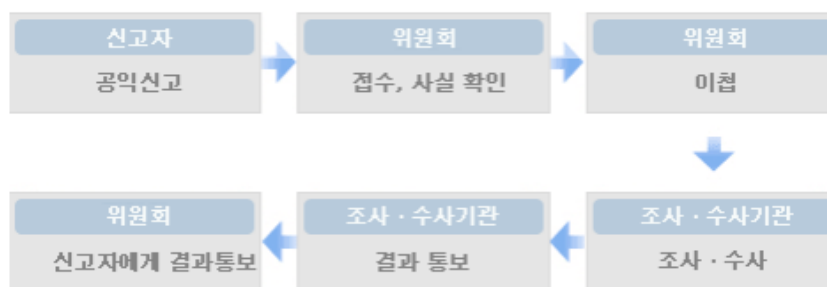 신고자
공익신고
위원회
접수, 사실 확인
위원회
이첩
조사 · 수사기관
조사 · 수사
조사 · 수사기관
결과 통보
위원회
신고자에게 결과통보